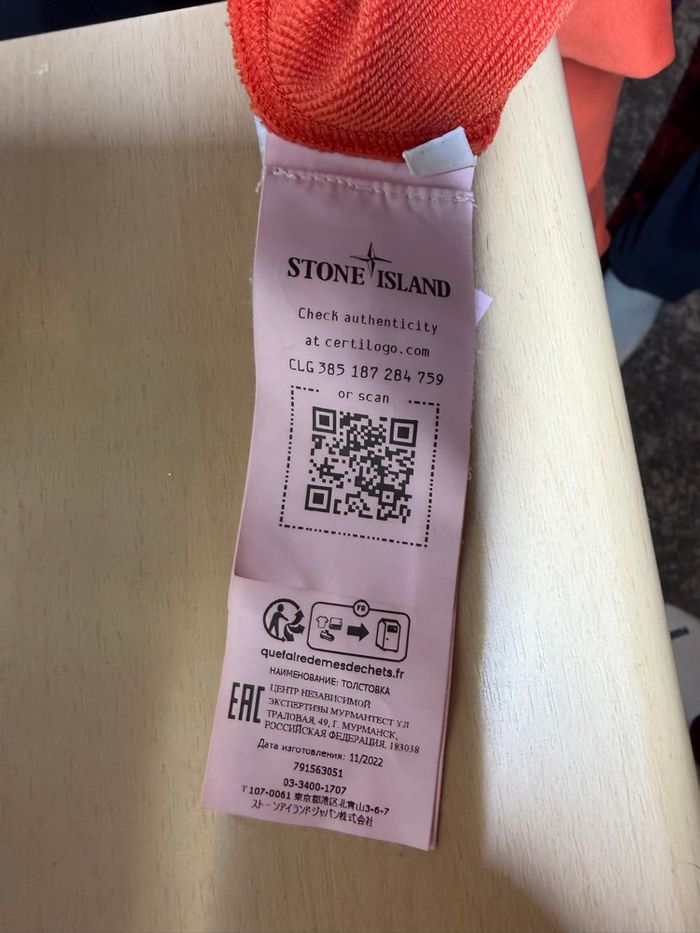 STONE ISLAND
Check authenticity
at certilogo.com
CLG 385 187 284 759
or scan
FR
quefairedemesdechets.fr
НАИМЕНОВАНИЕ: ТОЛСТОВКА
EAC
ЦЕНТР НЕЗАВИСИМОЙ
ЭКСПЕРТИЗЫ МУРМАНТЕСТ УЛ
ТРАЛОВАЯ, 49, Г. МУРМАНСК,
РОССИЙСКАЯ ФЕДЕРАЦИЯ, 183038
Дата изготовления: 11/2022
791563051
03-3400-1707
〒107-0061 東京都港区北青山3-6-7
ストーンアイランドジャパン株式会社